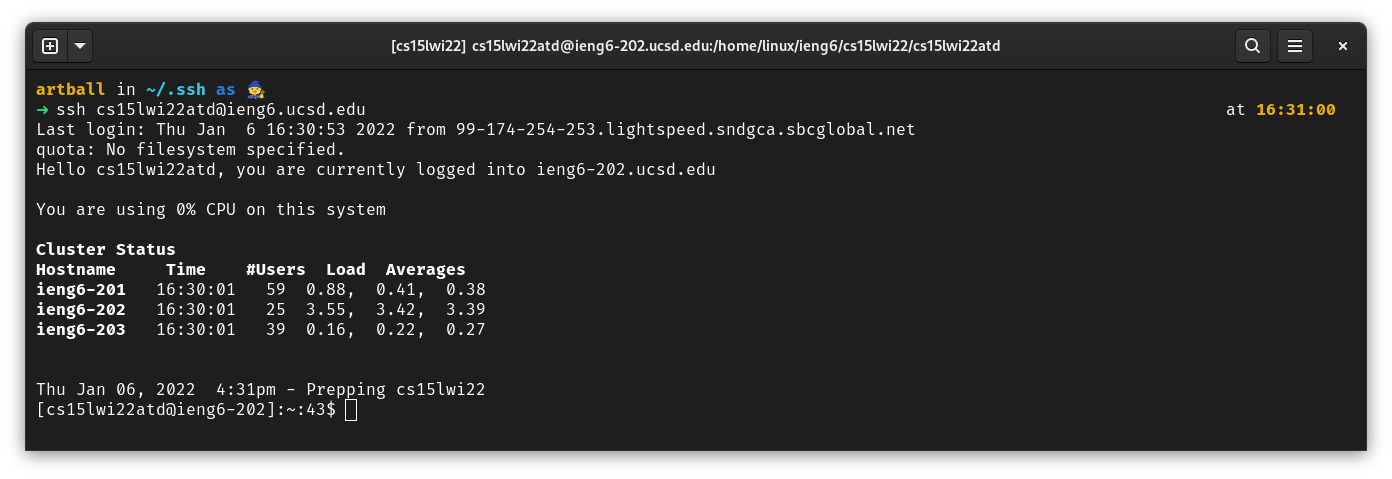 [cs15lwi22] cs15lwi22atd@ieng6-202.ucsd.edu:/home/linux/ieng6/cs15lwi22/cs15lwi22atd
artball in ~/.ssh as 🧙
➜ ssh cs15lwi22atd@ieng6.ucsd.edu at 16:31:00
Last login: Thu Jan  6 16:30:53 2022 from 99-174-254-253.lightspeed.sndgca.sbcglobal.net
quota: No filesystem specified.
Hello cs15lwi22atd, you are currently logged into ieng6-202.ucsd.edu
You are using 0% CPU on this system
Cluster Status
Hostname     Time    #Users  Load  Averages
ieng6-201   16:30:01   59  0.88,  0.41,  0.38
ieng6-202   16:30:01   25  3.55,  3.42,  3.39
ieng6-203   16:30:01   39  0.16,  0.22,  0.27
Thu Jan 06, 2022  4:31pm - Prepping cs15lwi22
[cs15lwi22atd@ieng6-202]:~:43$